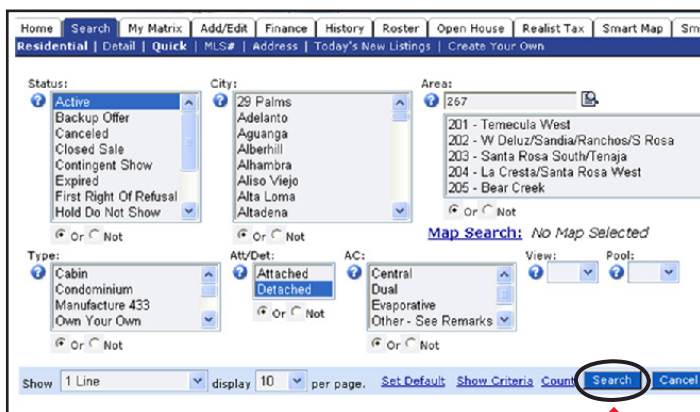 Home Search My Matrix Add/Edit Finance History Roster Open House Realist Tax Smart Map Sm
Residential | Detail | Quick | MLS# | Address | Today's New Listings | Create Your Own
Status: City: Area:
Active 29 Palms 267
Backup Offer Adelanto 201 - Temecula West
Canceled Aguanga 202 - W Deluz/Sandia/Ranchos/S Rosa
Closed Sale Alberhill 203 - Santa Rosa South/Tenaja
Contingent Show Alhambra 204 - La Cresta/Santa Rosa West
Expired Aliso Viejo 205 - Bear Creek
First Right Of Refusal Alta Loma
Hold Do Not Show Altadena
Or Not Or Not Or Not
Map Search: No Map Selected
Type: Att/Det: AC: View: Pool:
Cabin Attached Central
Condominium Detached Dual
Manufacture 433 Evaporative
Own Your Own Other - See Remarks
Or Not Or Not Or Not
Show 1 Line display 10 per page. Set Default Show Criteria Count Search Cancel